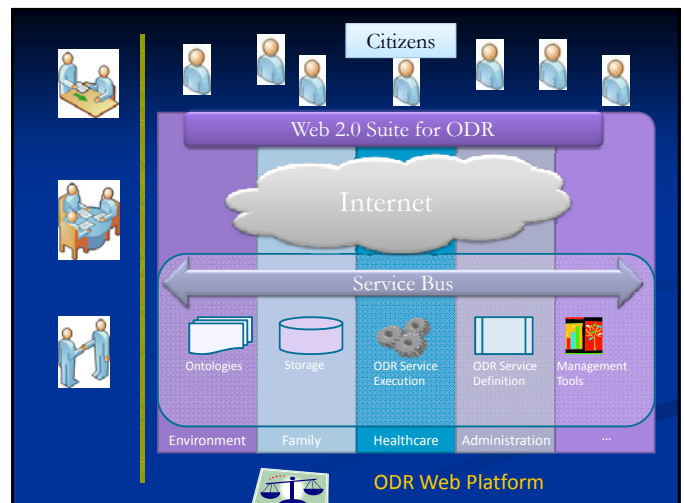 Citizens
Web 2.0 Suite for ODR
Internet
Service Bus
Ontologies
Storage
ODR Service
Execution
ODR Service
Definition
Management
Tools
Environment
Family
Healthcare
Administration
...
ODR Web Platform